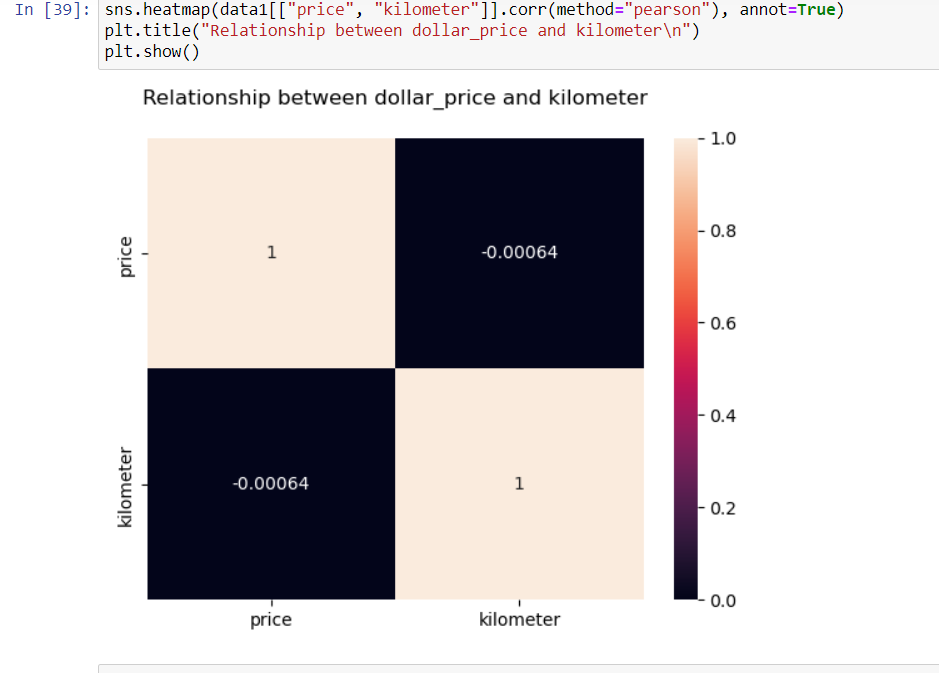 In [39]: sns.heatmap(data1[["price", "kilometer"]].corr(method="pearson"), annot=True)
plt.title("Relationship between dollar_price and kilometer\n")
plt.show()
Relationship between dollar_price and kilometer
1.0
0.8
0.6
0.4
0.2
0.0
price
1
-0.00064
kilometer
-0.00064
1
price
kilometer